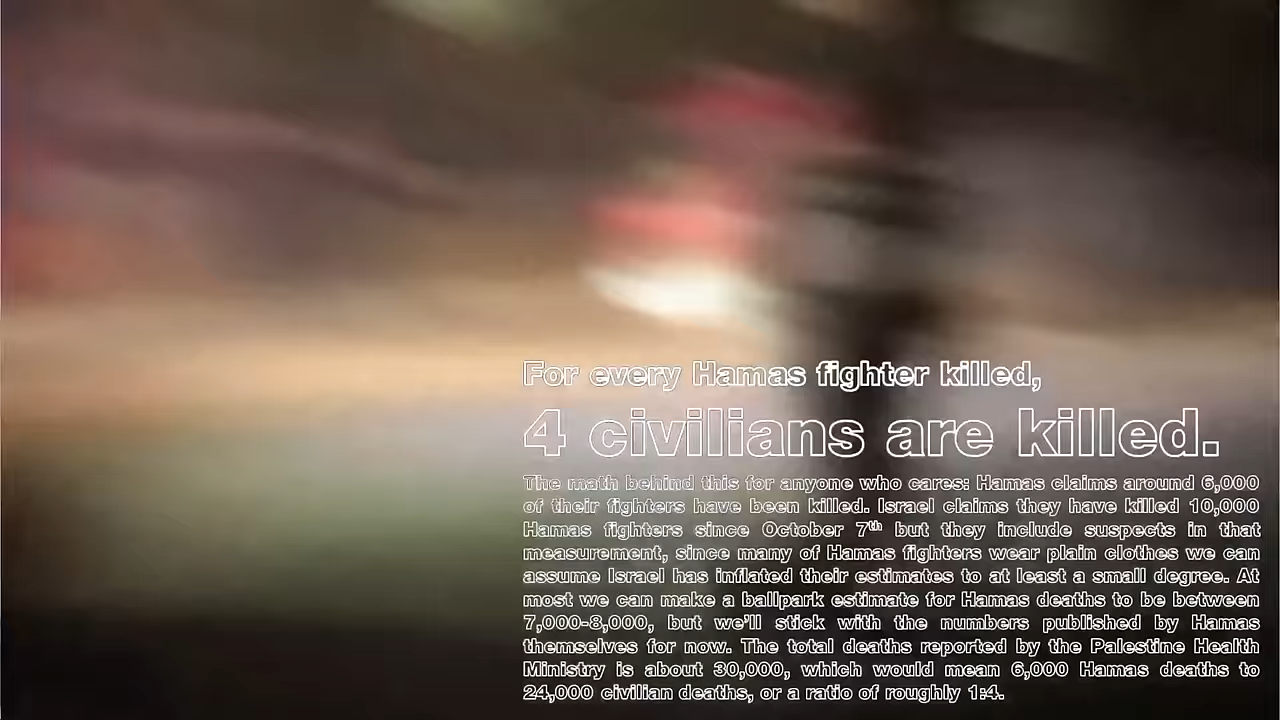 For every Hamas fighter killed,
4 civilians are killed.
The math behind this for anyone who cares: Hamas claims around 6,000
of their fighters have been killed. Israel claims they have killed 10,000
Hamas fighters since October 7th but they include suspects in that
measurement, since many of Hamas fighters wear plain clothes we can
assume Israel has inflated their estimates to at least a small degree. At
most we can make a ballpark estimate for Hamas deaths to be between
7,000-8,000, but we'll stick with the numbers published by Hamas
themselves for now. The total deaths reported by the Palestine Health
Ministry is about 30,000, which would mean 6,000 Hamas deaths to
24,000 civilian deaths, or a ratio of roughly 1:4.